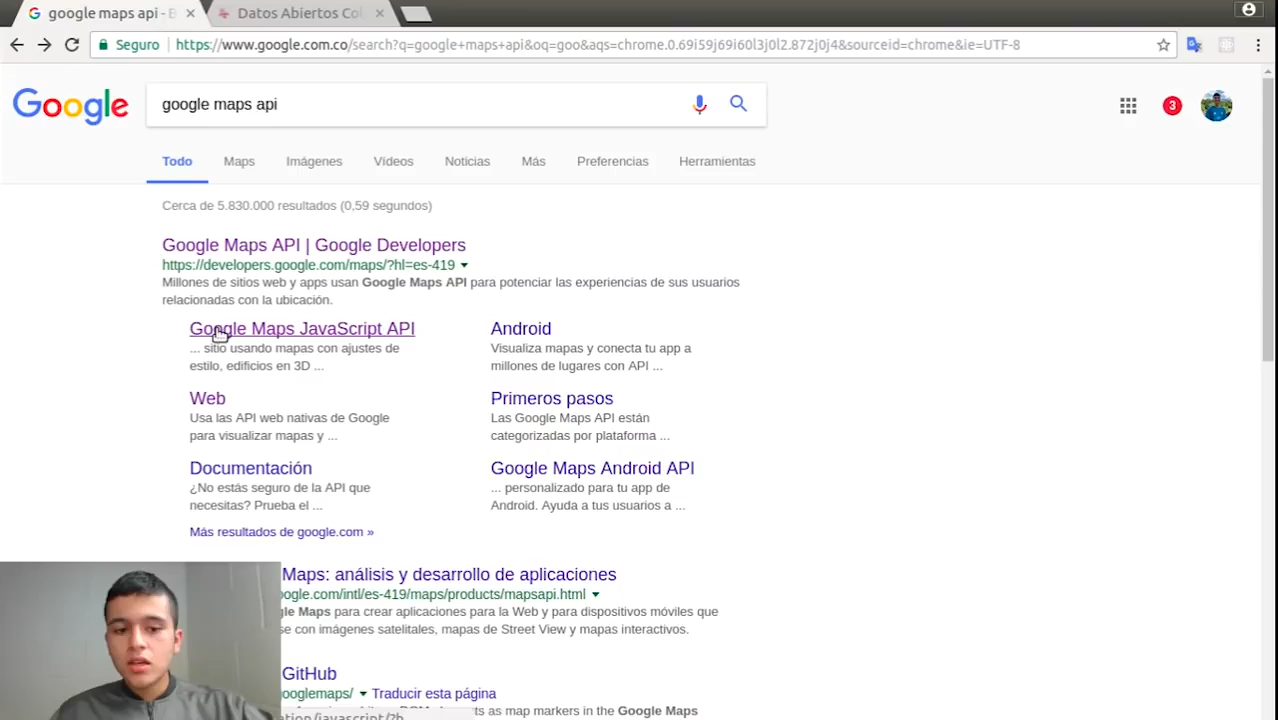 google maps api - B
Datos Abiertos Col
Seguro
https://www.google.com.co/search?q=google+maps+api&oq=goo&aqs=chrome.0.69i59j69i60l3j0l2.872j0j4&sourceid=chrome&ie=UTF-8
Google
google maps api
3
Todo
Maps
Imágenes
Vídeos
Noticias
Más
Preferencias
Herramientas
Cerca de 5.830.000 resultados (0,59 segundos)
Google Maps API | Google Developers
https://developers.google.com/maps/?hl=es-419
Millones de sitios web y apps usan Google Maps API para potenciar las experiencias de sus usuarios
relacionadas con la ubicación.
Google Maps JavaScript API
... sitio usando mapas con ajustes de
estilo, edificios en 3D ...
Android
Visualiza mapas y conecta tu app a
millones de lugares con API ...
Web
Usa las API web nativas de Google
para visualizar mapas y ...
Primeros pasos
Las Google Maps API están
categorizadas por plataforma ...
Documentación
¿No estás seguro de la API que
necesitas? Prueba el ...
Google Maps Android API
... personalizado para tu app de
Android. Ayuda a tus usuarios a ...
Más resultados de google.com »
Maps: análisis y desarrollo de aplicaciones
ogle.com/intl/es-419/maps/products/mapsapi.html
gle Maps para crear aplicaciones para la Web y para dispositivos móviles que
se con imágenes satelitales, mapas de Street View y mapas interactivos.
GitHub
ooglemaps/ Traducir esta página
ts as map markers in the Google Maps